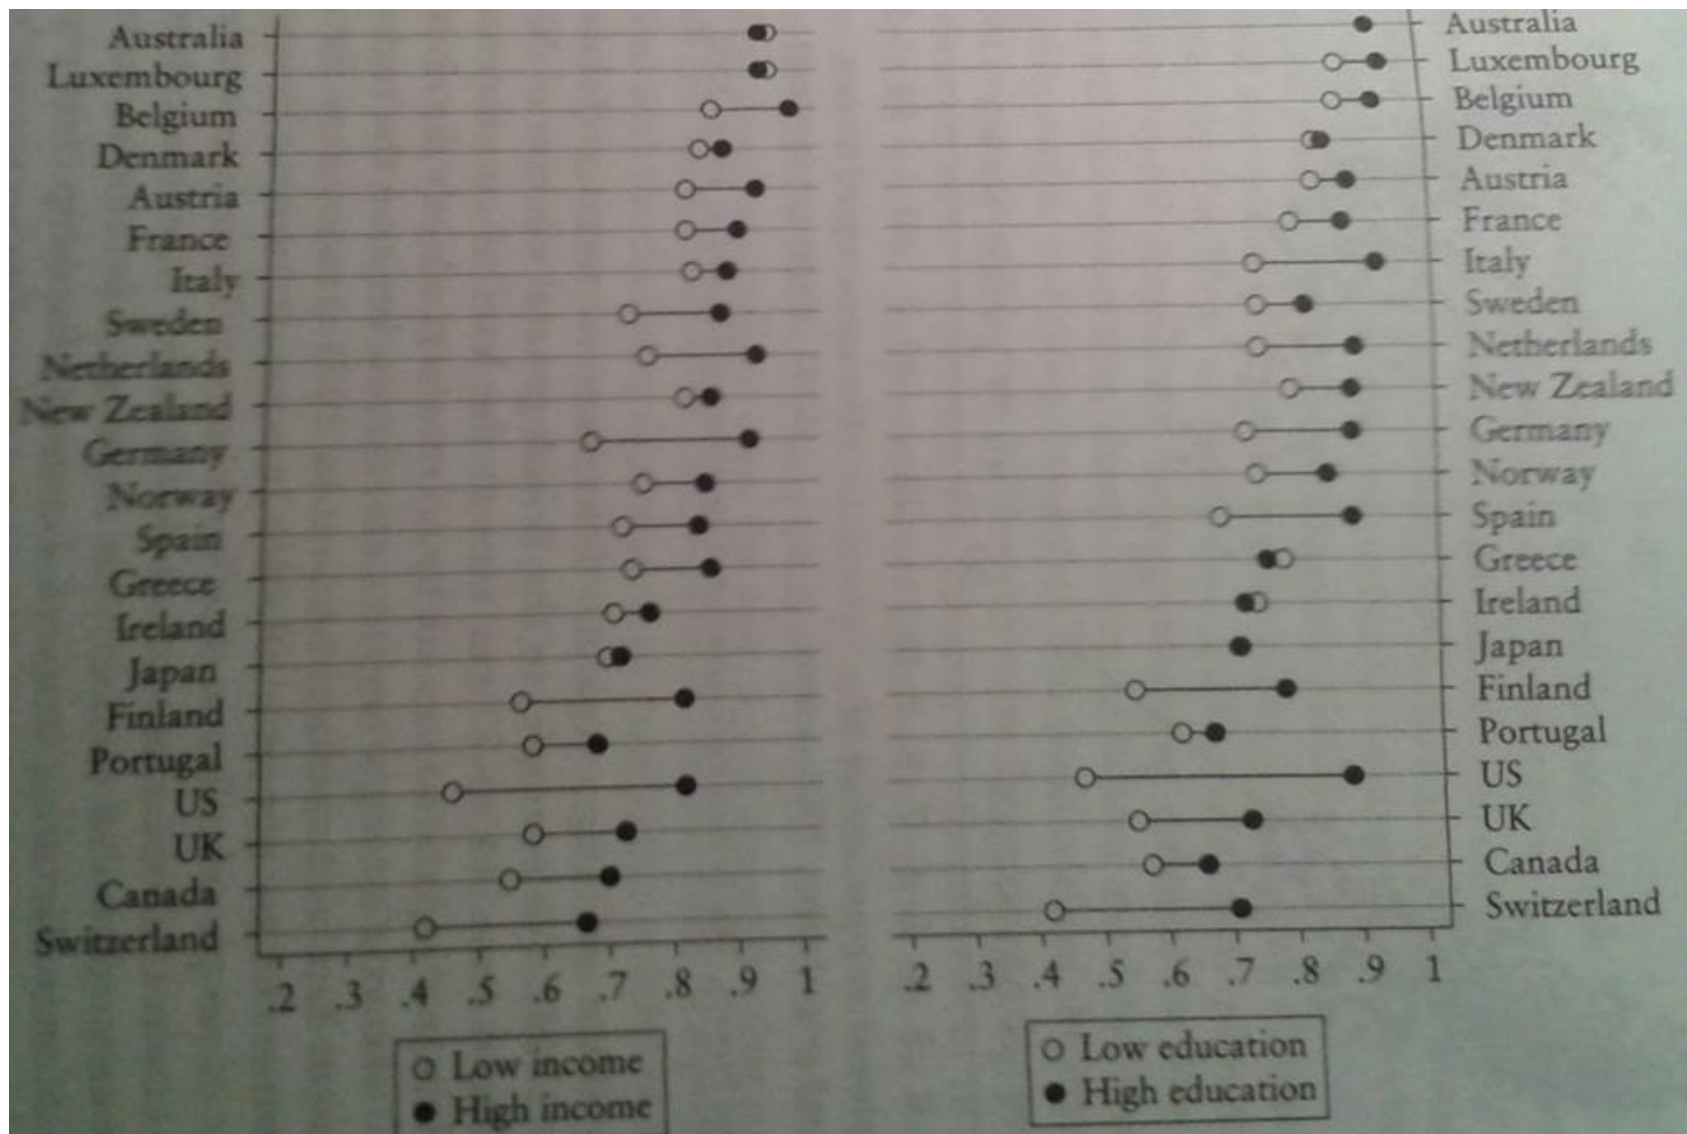 Australia
Luxembourg
Belgium
Denmark
Austria
France
Italy
Sweden
Netherlands
New Zealand
Germany
Norway
Spain
Greece
Ireland
Japan
Finland
Portugal
US
UK
Canada
Switzerland
.2 .3 .4 .5 .6 .7 .8 .9 1
Low income
High income
Australia
Luxembourg
Belgium
Denmark
Austria
France
Italy
Sweden
Netherlands
New Zealand
Germany
Norway
Spain
Greece
Ireland
Japan
Finland
Portugal
US
UK
Canada
Switzerland
.2 .3 .4 .5 .6 .7 .8 .9 1
Low education
High education